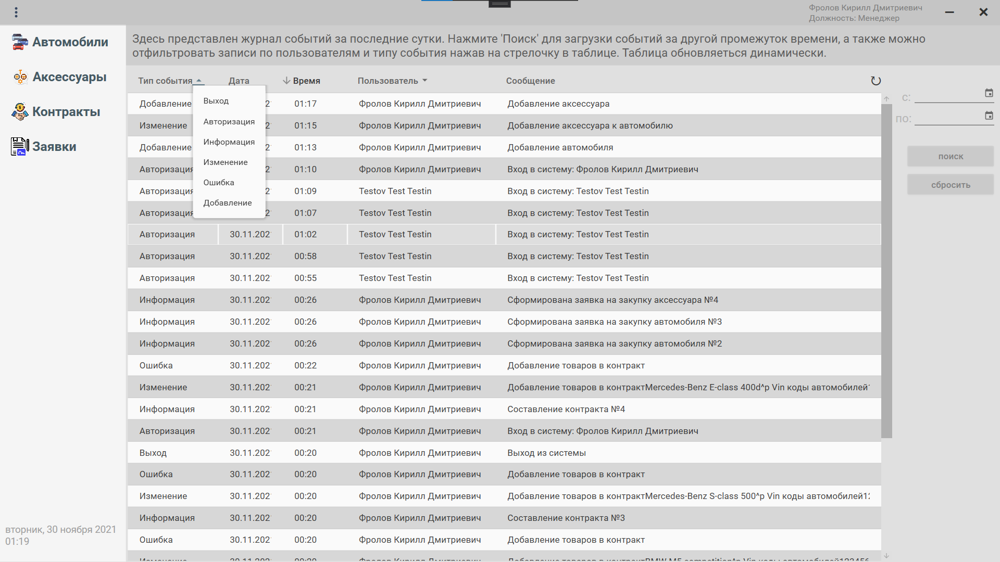 Фролов Кирилл Дмитриевич
Должность: Менеджер
Автомобили
Аксессуары
Контракты
Заявки
Здесь представлен журнал событий за последние сутки. Нажмите 'Поиск' для загрузки событий за другой промежуток времени, а также можно
отфильтровать записи по пользователям и типу события нажав на стрелочку в таблице. Таблица обновляеться динамически.
Тип события Дата Время Пользователь Сообщение
Выход
Авторизация
Информация
Изменение
Ошибка
Добавление
Добавление 01:17 Фролов Кирилл Дмитриевич Добавление аксессуара
Изменение 01:15 Фролов Кирилл Дмитриевич Добавление аксессуара к автомобилю
Добавление 01:13 Фролов Кирилл Дмитриевич Добавление автомобиля
Авторизация 01:10 Фролов Кирилл Дмитриевич Вход в систему: Фролов Кирилл Дмитриевич
Авторизация 01:09 Testov Test Testin Вход в систему: Testov Test Testin
Авторизация 01:07 Testov Test Testin Вход в систему: Testov Test Testin
Авторизация 30.11.202 01:02 Testov Test Testin Вход в систему: Testov Test Testin
Авторизация 30.11.202 00:58 Testov Test Testin Вход в систему: Testov Test Testin
Авторизация 30.11.202 00:55 Testov Test Testin Вход в систему: Testov Test Testin
Информация 30.11.202 00:26 Фролов Кирилл Дмитриевич Сформирована заявка на закупку аксессуара №4
Информация 30.11.202 00:26 Фролов Кирилл Дмитриевич Сформирована заявка на закупку автомобиля №3
Информация 30.11.202 00:26 Фролов Кирилл Дмитриевич Сформирована заявка на закупку автомобиля №2
Ошибка 30.11.202 00:22 Фролов Кирилл Дмитриевич Добавление товаров в контракт
Изменение 30.11.202 00:21 Фролов Кирилл Дмитриевич Добавление товаров в контрактMercedes-Benz E-class 400d^p Vin коды автомобилей
Информация 30.11.202 00:21 Фролов Кирилл Дмитриевич Составление контракта №4
Авторизация 30.11.202 00:21 Фролов Кирилл Дмитриевич Вход в систему: Фролов Кирилл Дмитриевич
Выход 30.11.202 00:20 Фролов Кирилл Дмитриевич Выход из системы
Ошибка 30.11.202 00:20 Фролов Кирилл Дмитриевич Добавление товаров в контракт
Изменение 30.11.202 00:20 Фролов Кирилл Дмитриевич Добавление товаров в контрактMercedes-Benz S-class 500^p Vin коды автомобилей1
Информация 30.11.202 00:20 Фролов Кирилл Дмитриевич Составление контракта №3
Ошибка 30.11.202 00:20 Фролов Кирилл Дмитриевич Добавление товаров в контракт
с:
по:
поиск
сбросить
вторник, 30 ноября 2021
01:19